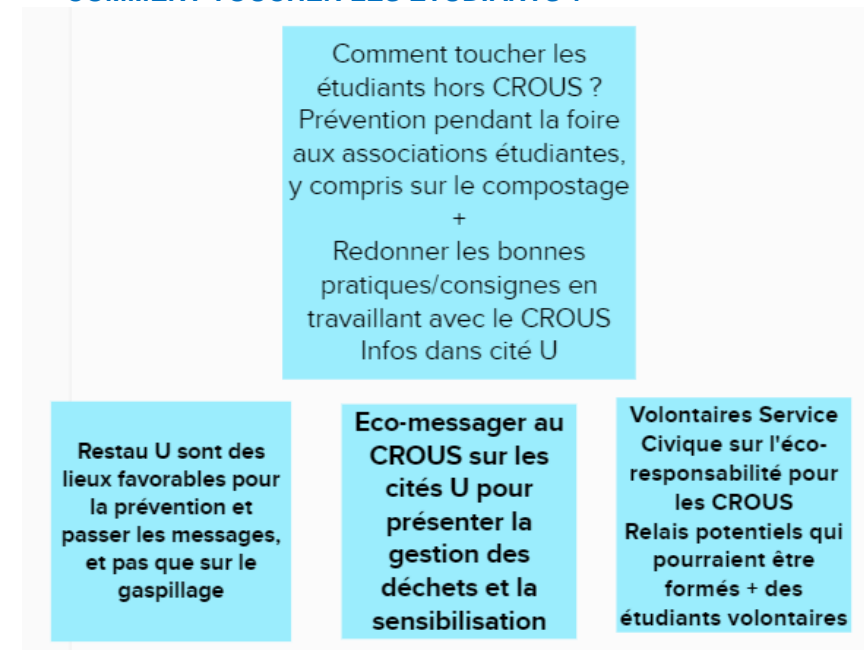 COMMENT TOUCHER LES ETUDIANTS ?
Comment toucher les
étudiants hors CROUS ?
Prévention pendant la foire
aux associations étudiantes,
y compris sur le compostage
+
Redonner les bonnes
pratiques/consignes en
travaillant avec le CROUS
Infos dans cité U
Restau U sont des
lieux favorables pour
la prévention et
passer les messages,
et pas que sur le
gaspillage
Eco-messager au
CROUS sur les
cités U pour
présenter la
gestion des
déchets et la
sensibilisation
Volontaires Service
Civique sur l'éco-
responsabilité pour
les CROUS
Relais potentiels qui
pourraient être
formés + des
étudiants volontaires